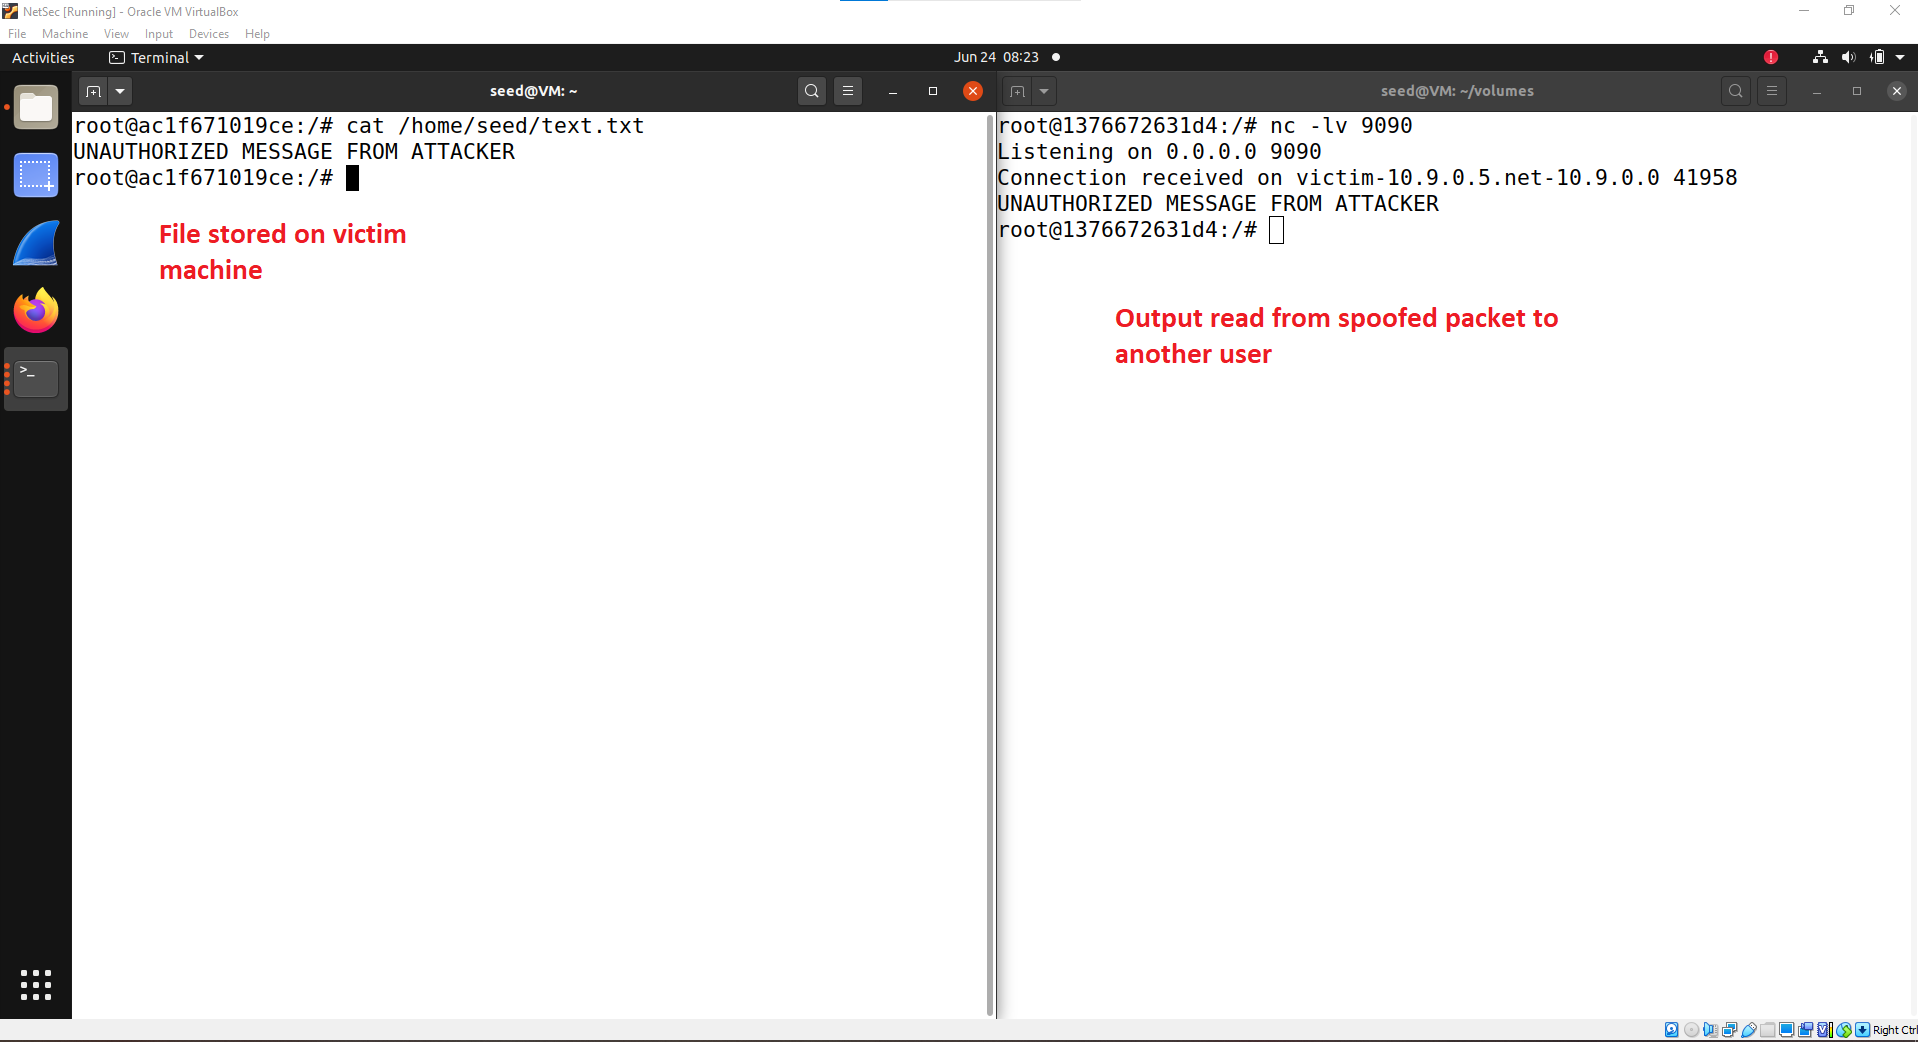 NetSec [Running] - Oracle VM VirtualBox
File Machine View Input Devices Help
Activities Terminal Jun 24 08:23
seed@VM: ~
seed@VM: ~/volumes
root@ac1f671019ce:/# cat /home/seed/text.txt
UNAUTHORIZED MESSAGE FROM ATTACKER
root@ac1f671019ce:/#
File stored on victim
machine
root@1376672631d4:/# nc -lv 9090
Listening on 0.0.0.0 9090
Connection received on victim-10.9.0.5.net-10.9.0.0 41958
UNAUTHORIZED MESSAGE FROM ATTACKER
root@1376672631d4:/#
Output read from spoofed packet to
another user
Right Ctrl